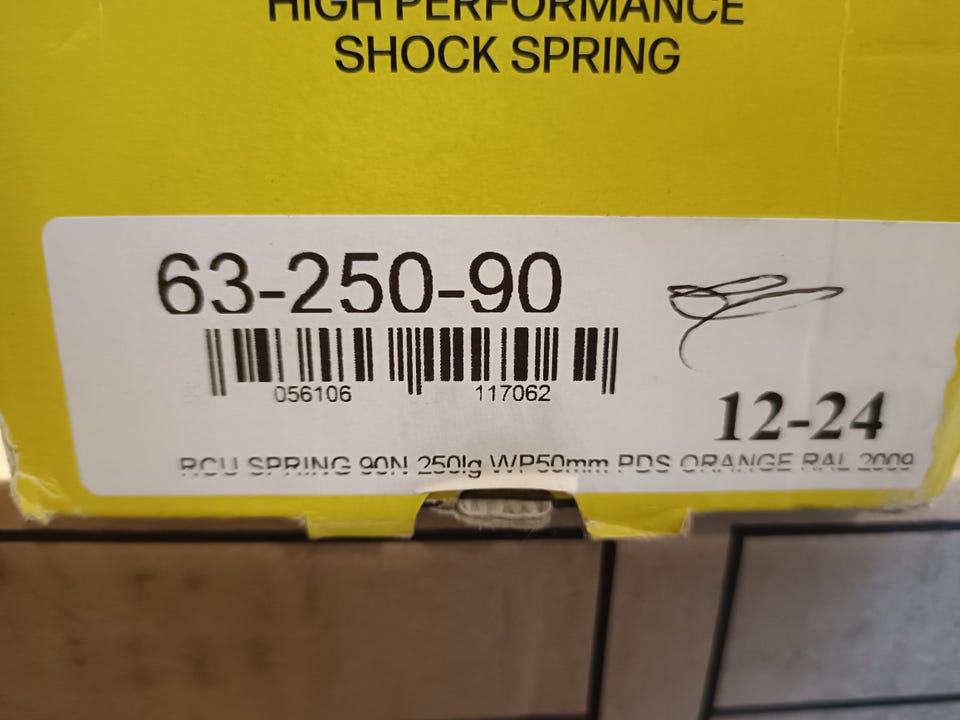 HIGH PERFORMANCE
SHOCK SPRING
63-250-90
056106 117062
12-24
RCU SPRING 90N 250lg WP50mm PDS ORANGE RAL 2009